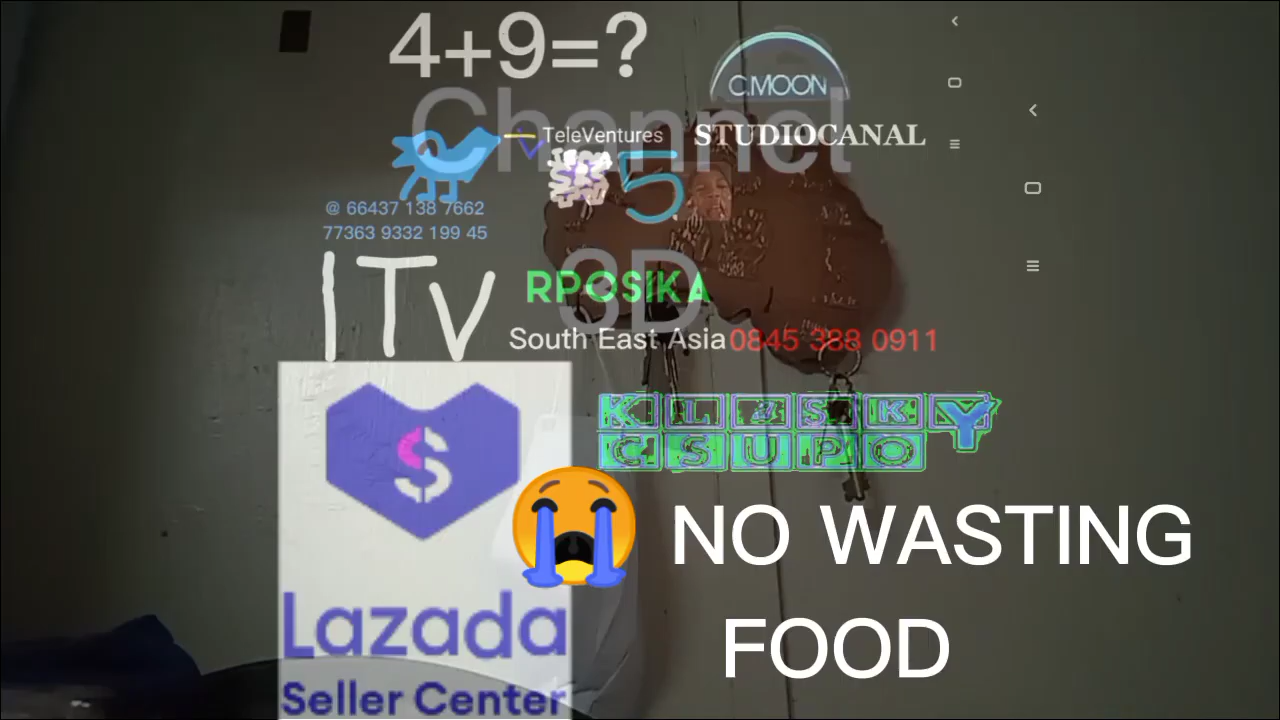 4+9=?
C.MOON
Channel
TeleVentures
STUDIOCANAL
5
@ 66437 138 7662
77363 9332 199 45
ITV
3D
RPOSIKA
South East Asia
0845 388 0911
KLZSKY
CSUPO
$
NO WASTING
FOOD
Lazada
Seller Center